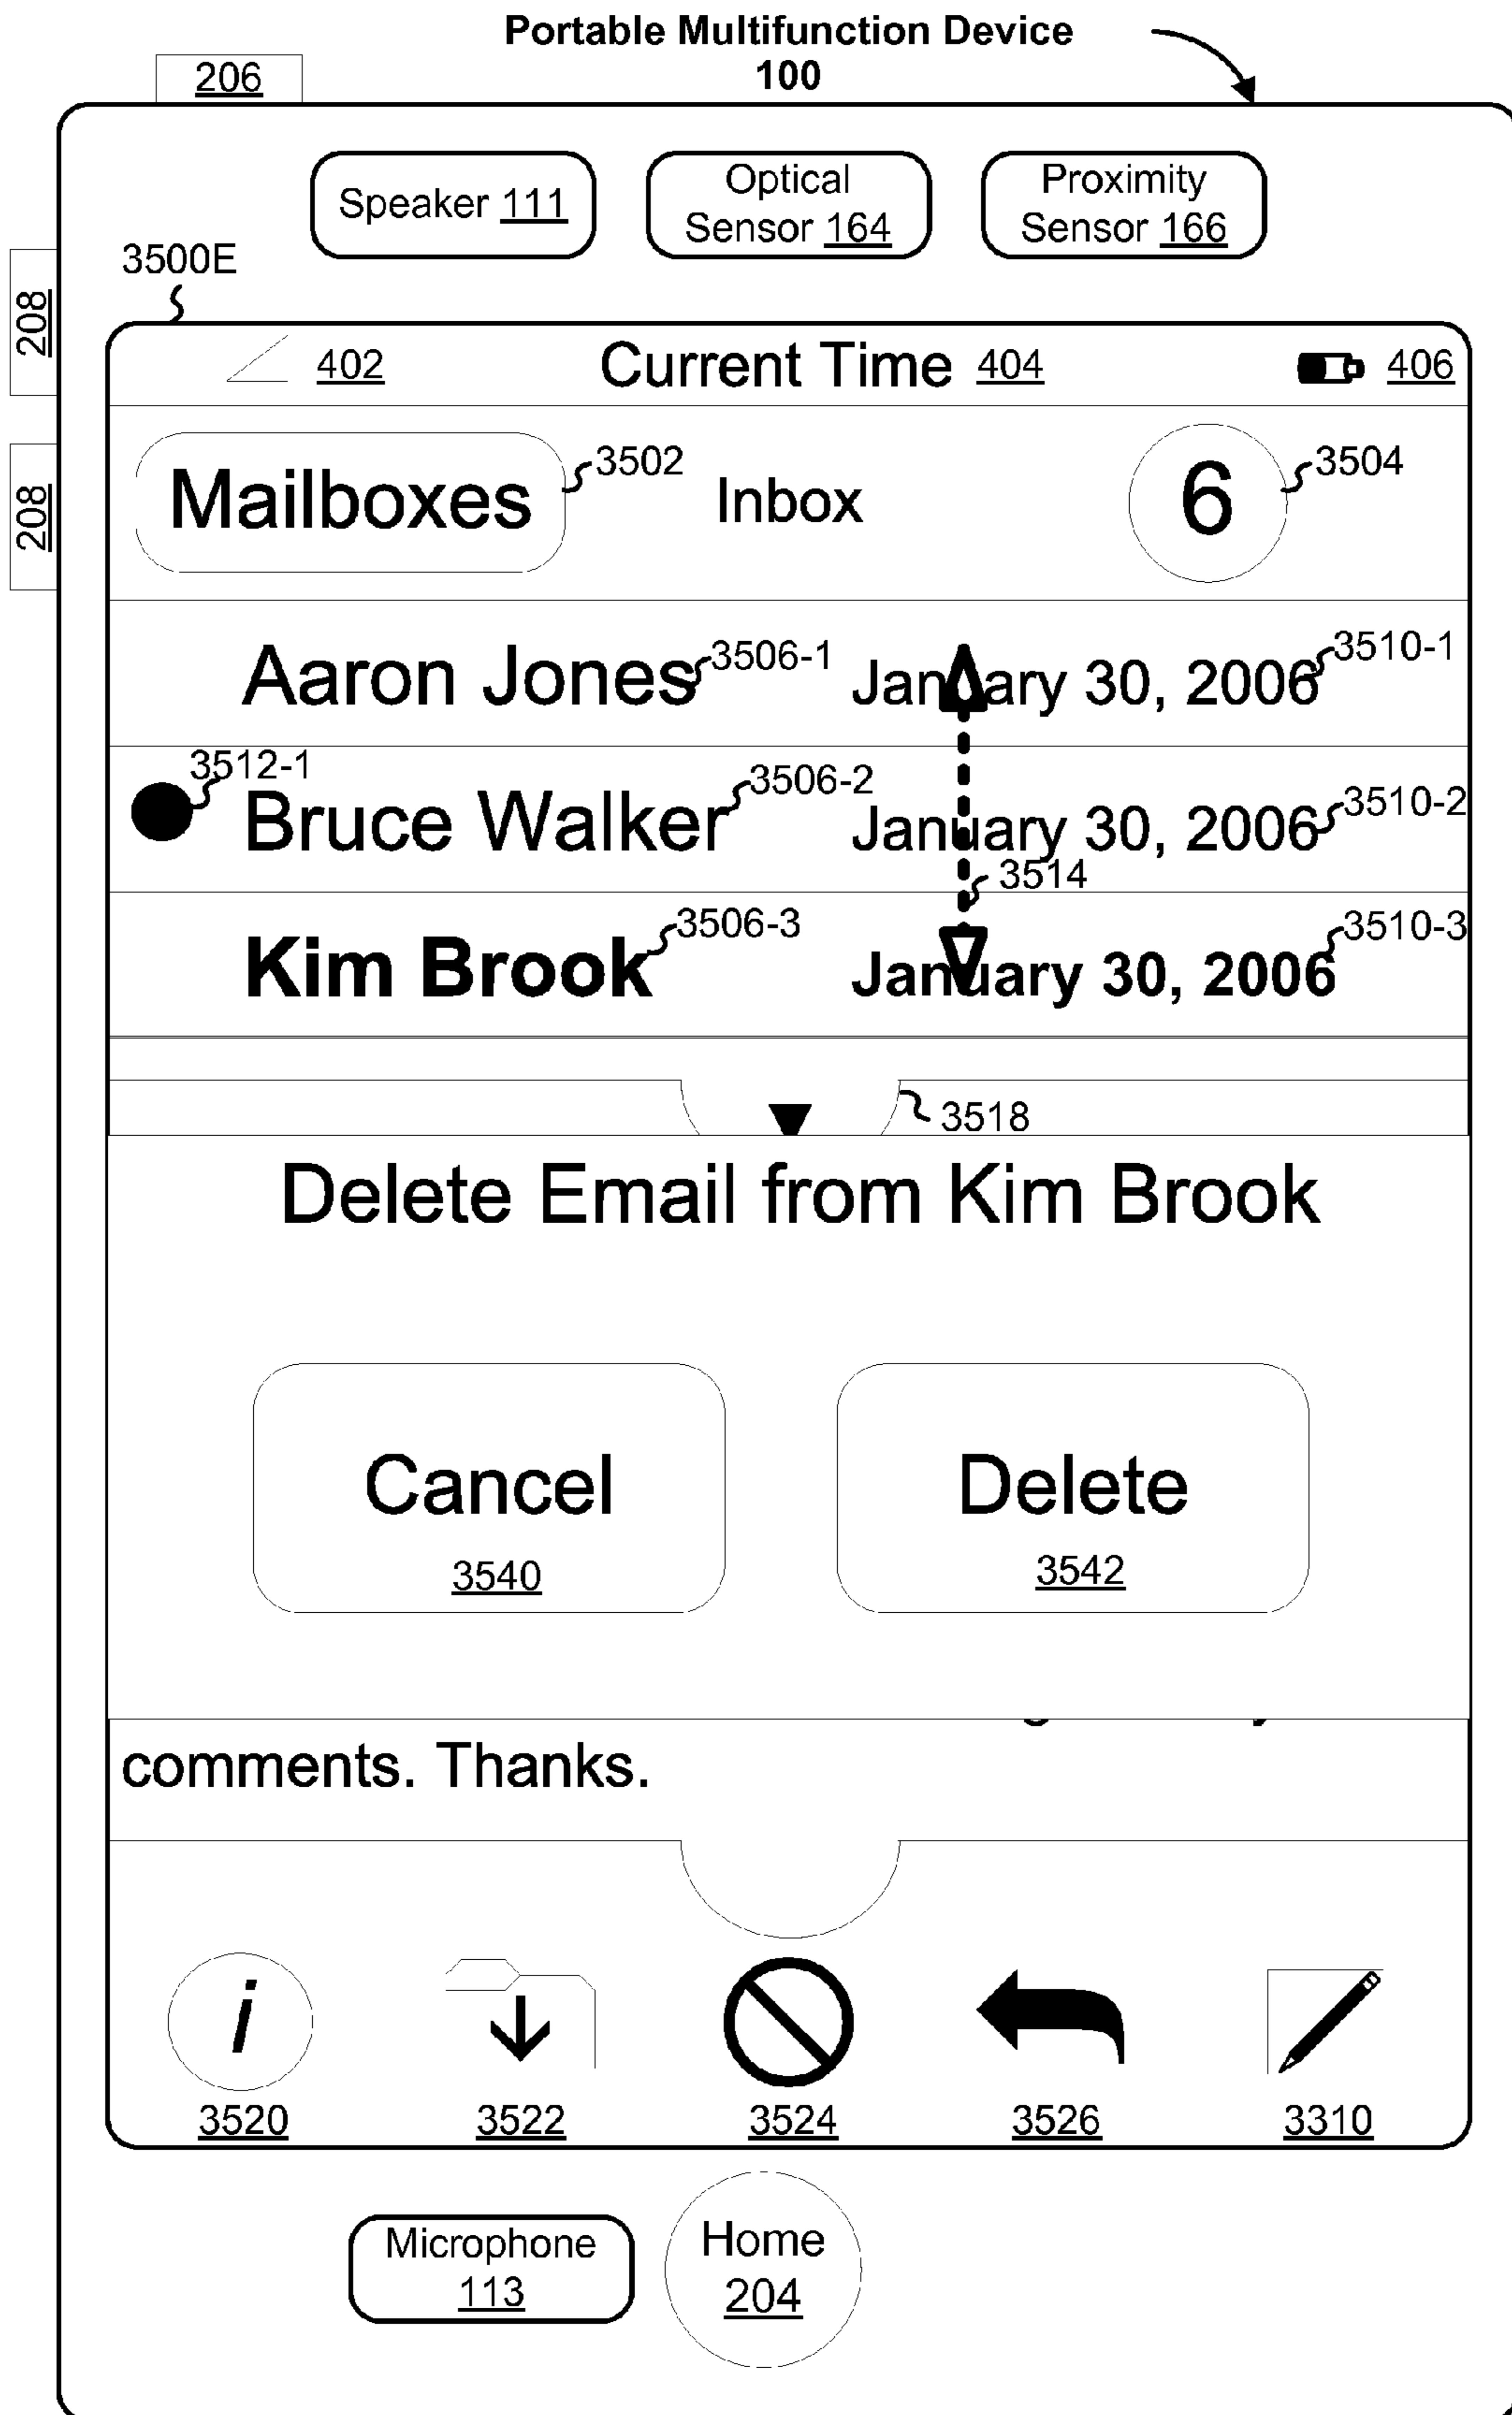 Portable Multifunction Device
100
206
Speaker 111
Optical
Sensor 164
Proximity
Sensor 166
3500E
208
208
402
Current Time 404
406
Mailboxes
3502
Inbox
6
3504
Aaron Jones
3506-1
January 30, 2006
3510-1
3512-1
Bruce Walker
3506-2
January 30, 2006
3510-2
3514
Kim Brook
3506-3
January 30, 2006
3510-3
3518
Delete Email from Kim Brook
Cancel
3540
Delete
3542
comments. Thanks.
i
3520
3522
3524
3526
3310
Microphone
113
Home
204